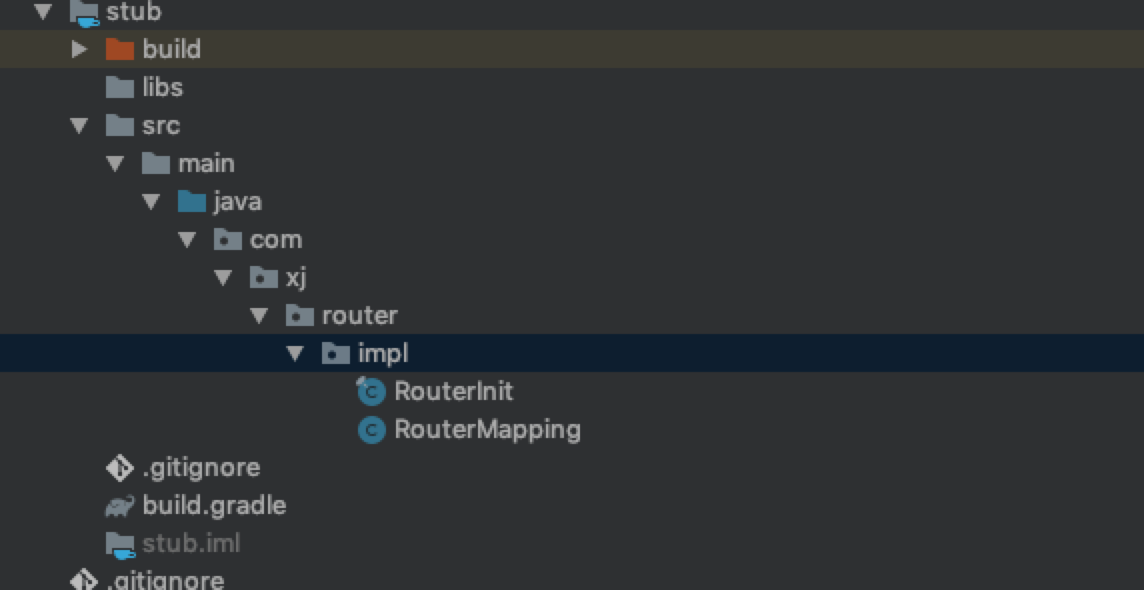 stub
build
libs
src
main
java
com
xj
router
impl
RouterInit
RouterMapping
.gitignore
build.gradle
stub.iml
.gitignore